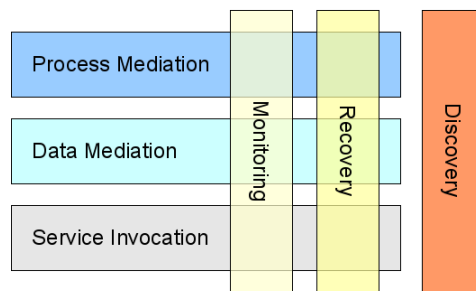 Process Mediation
Data Mediation
Service Invocation
Monitoring
Recovery
Discovery